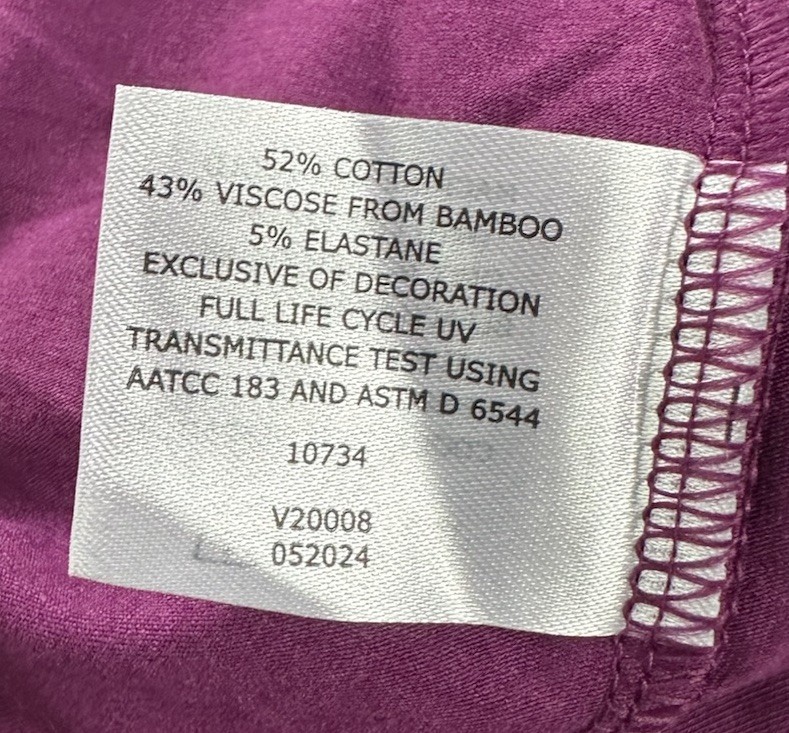 52% COTTON
43% VISCOSE FROM BAMBOO
5% ELASTANE
EXCLUSIVE OF DECORATION
FULL LIFE CYCLE UV
TRANSMITTANCE TEST USING
AATCC 183 AND ASTM D 6544
10734
V20008
052024